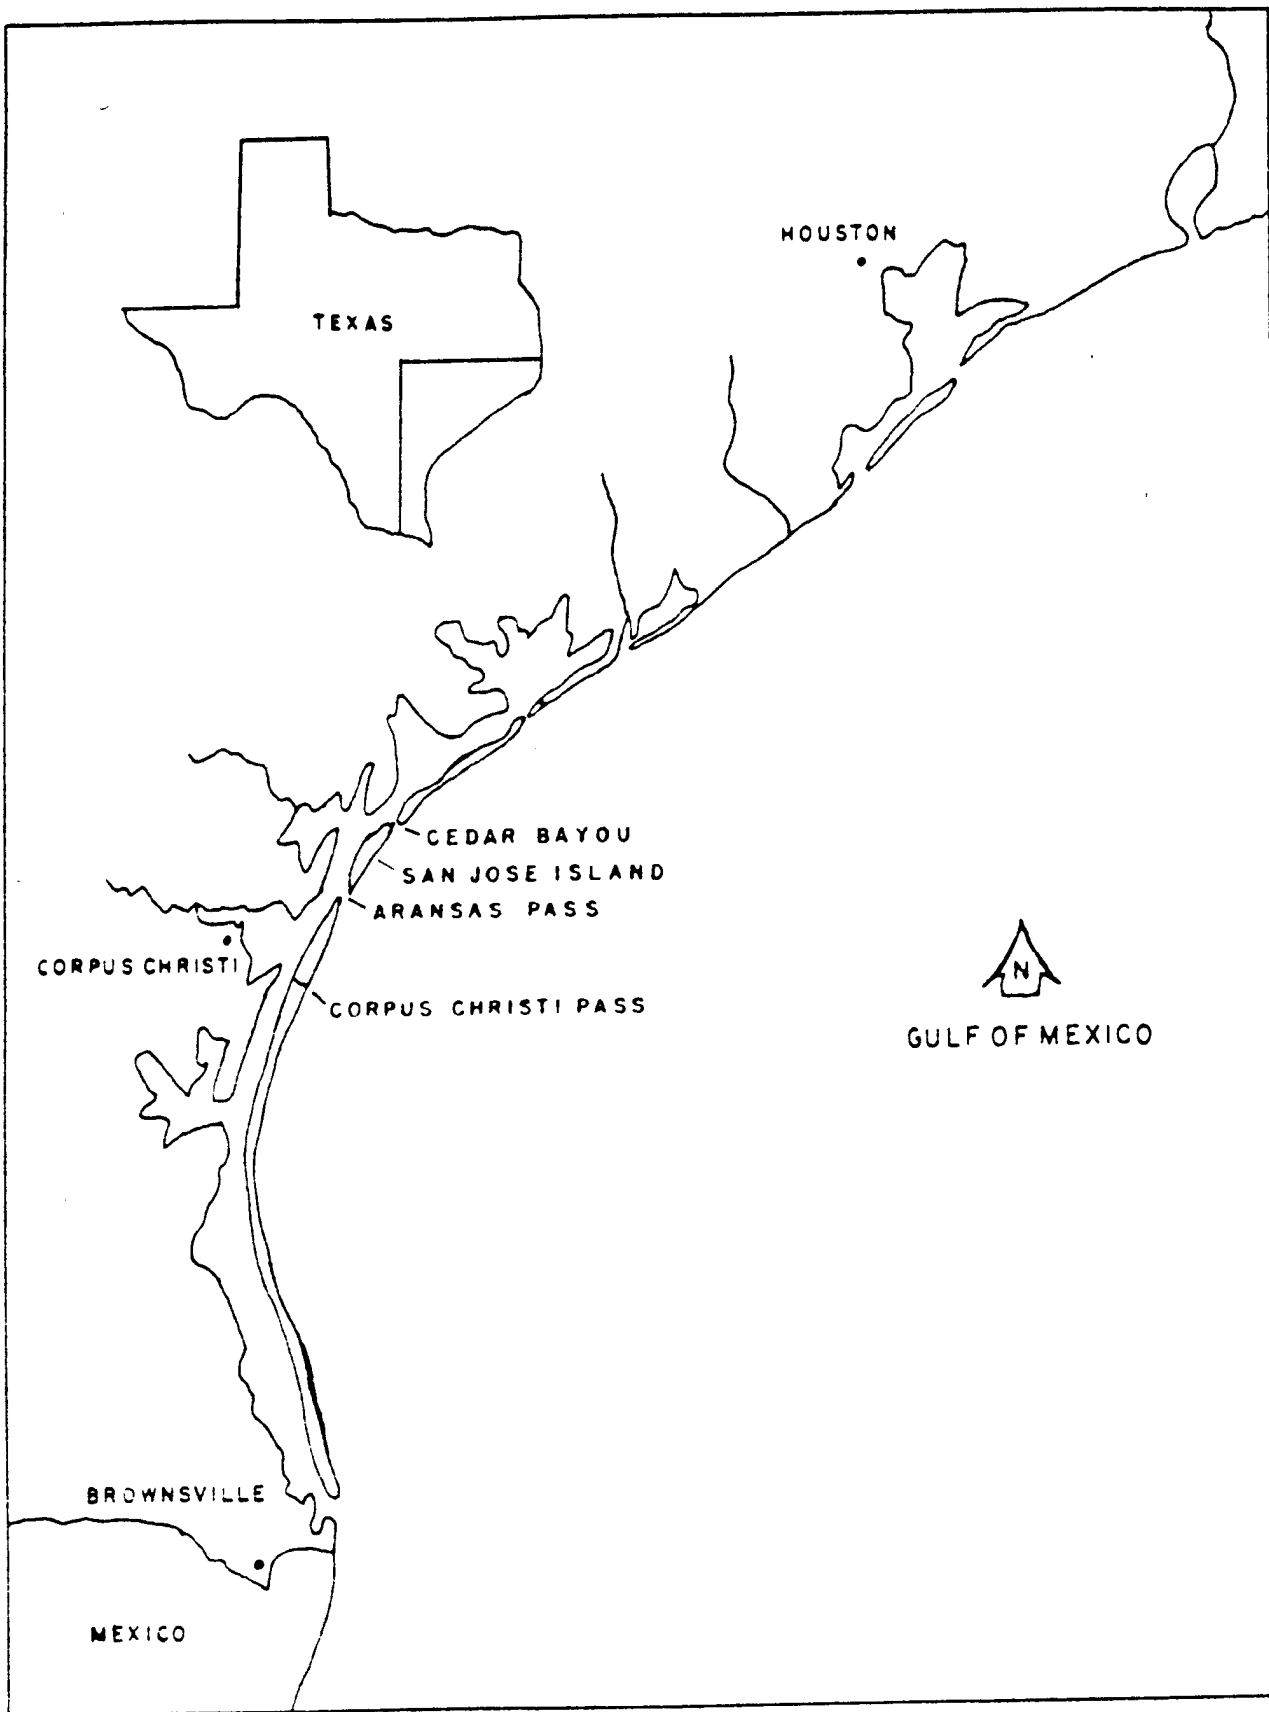 HOUSTON
TEXAS
CEDAR BAYOU
SAN JOSE ISLAND
ARANSAS PASS
CORPUS CHRISTI
CORPUS CHRISTI PASS
N
GULF OF MEXICO
BROWNSVILLE
MEXICO